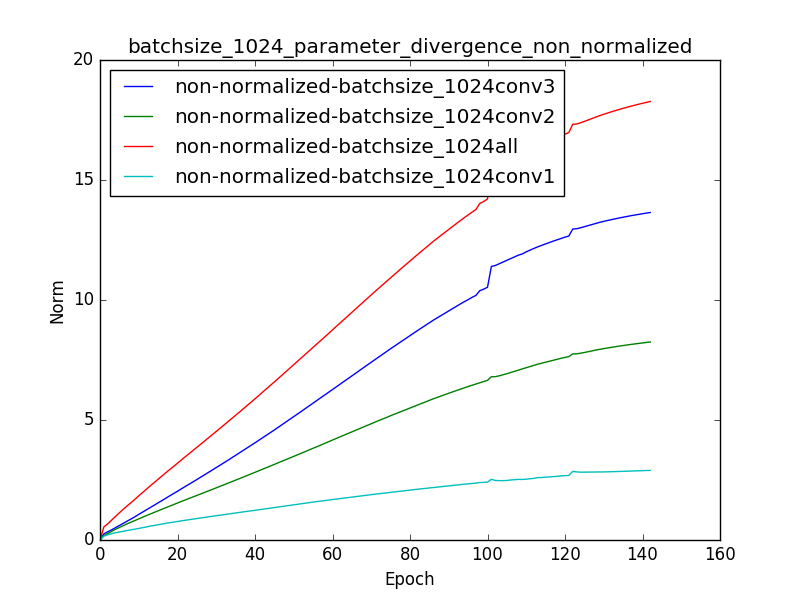 batchsize_1024_parameter_divergence_non_normalized
20
non-normalized-batchsize_1024conv3
non-normalized-batchsize_1024conv2
non-normalized-batchsize_1024all
non-normalized-batchsize_1024conv1
15
Norm
10
5
0
0 20 40 60 80 100 120 140 160
Epoch